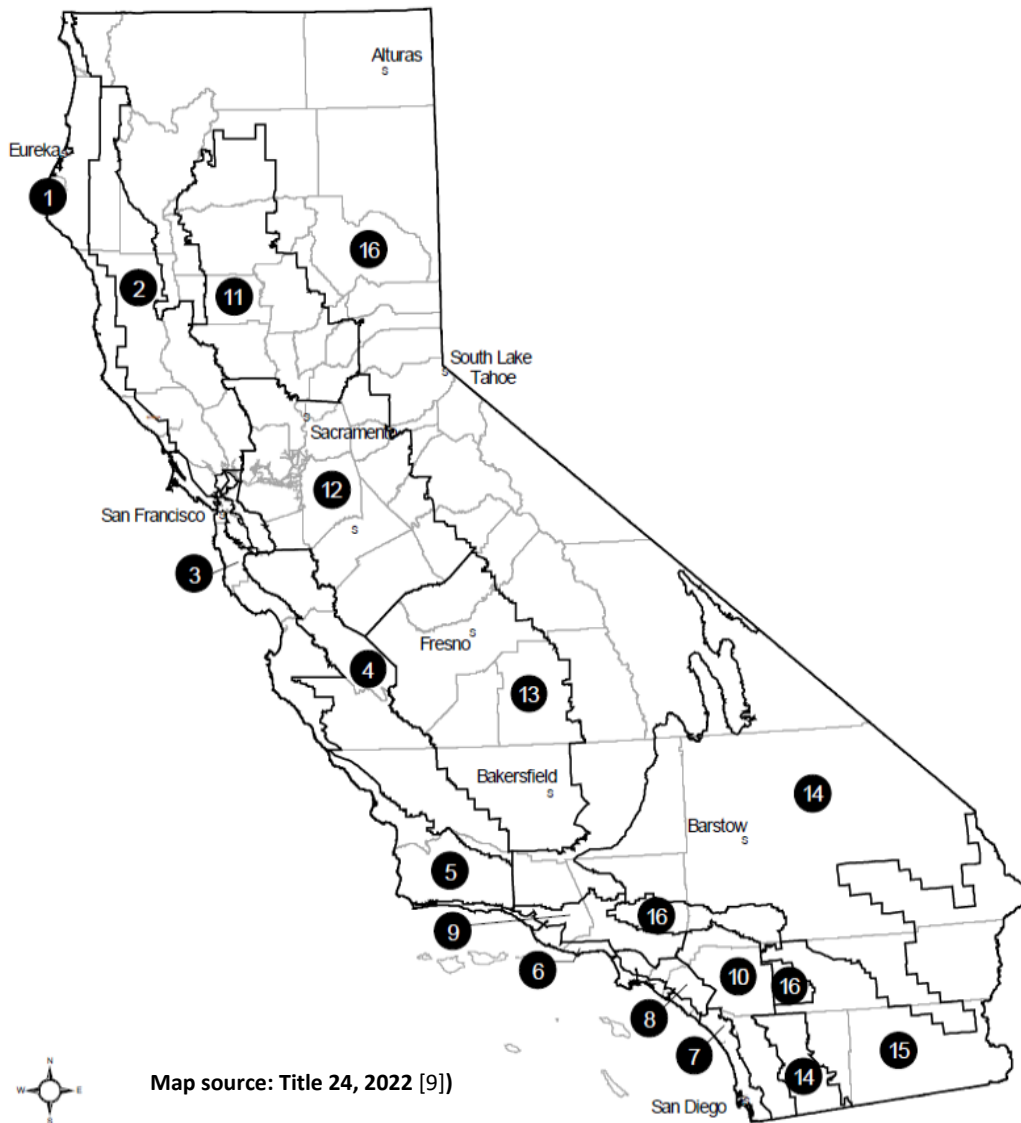 Alturas
S
Eureka
1
16
2
11
South Lake
Tahoe
S
S
Sacramento
12
San Francisco
S
S
3
Fresno
S
4
13
Bakersfield
S
14
Barstow
S
5
16
9
6
10
16
8
7
15
14
San Diego
S
N
W
E
S
Map source: Title 24, 2022 [9])